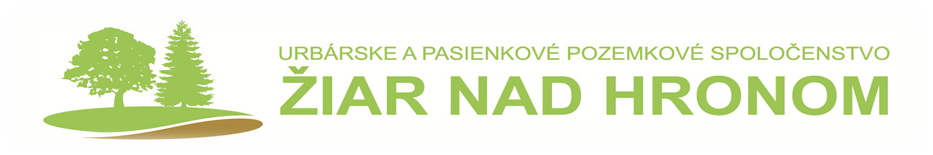 URBÁRSKE A PASIENKOVÉ POZEMKOVÉ SPOLOČENSTVO
ŽIAR NAD HRONOM